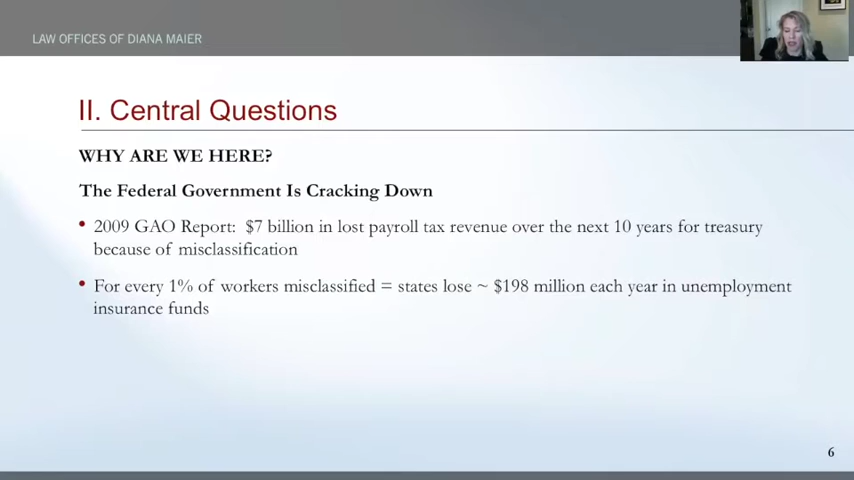 LAW OFFICES OF DIANA MAIER
II. Central Questions
WHY ARE WE HERE?
The Federal Government Is Cracking Down
• 2009 GAO Report: $7 billion in lost payroll tax revenue over the next 10 years for treasury
because of misclassification
• For every 1% of workers misclassified = states lose ~ $198 million each year in unemployment
insurance funds
6